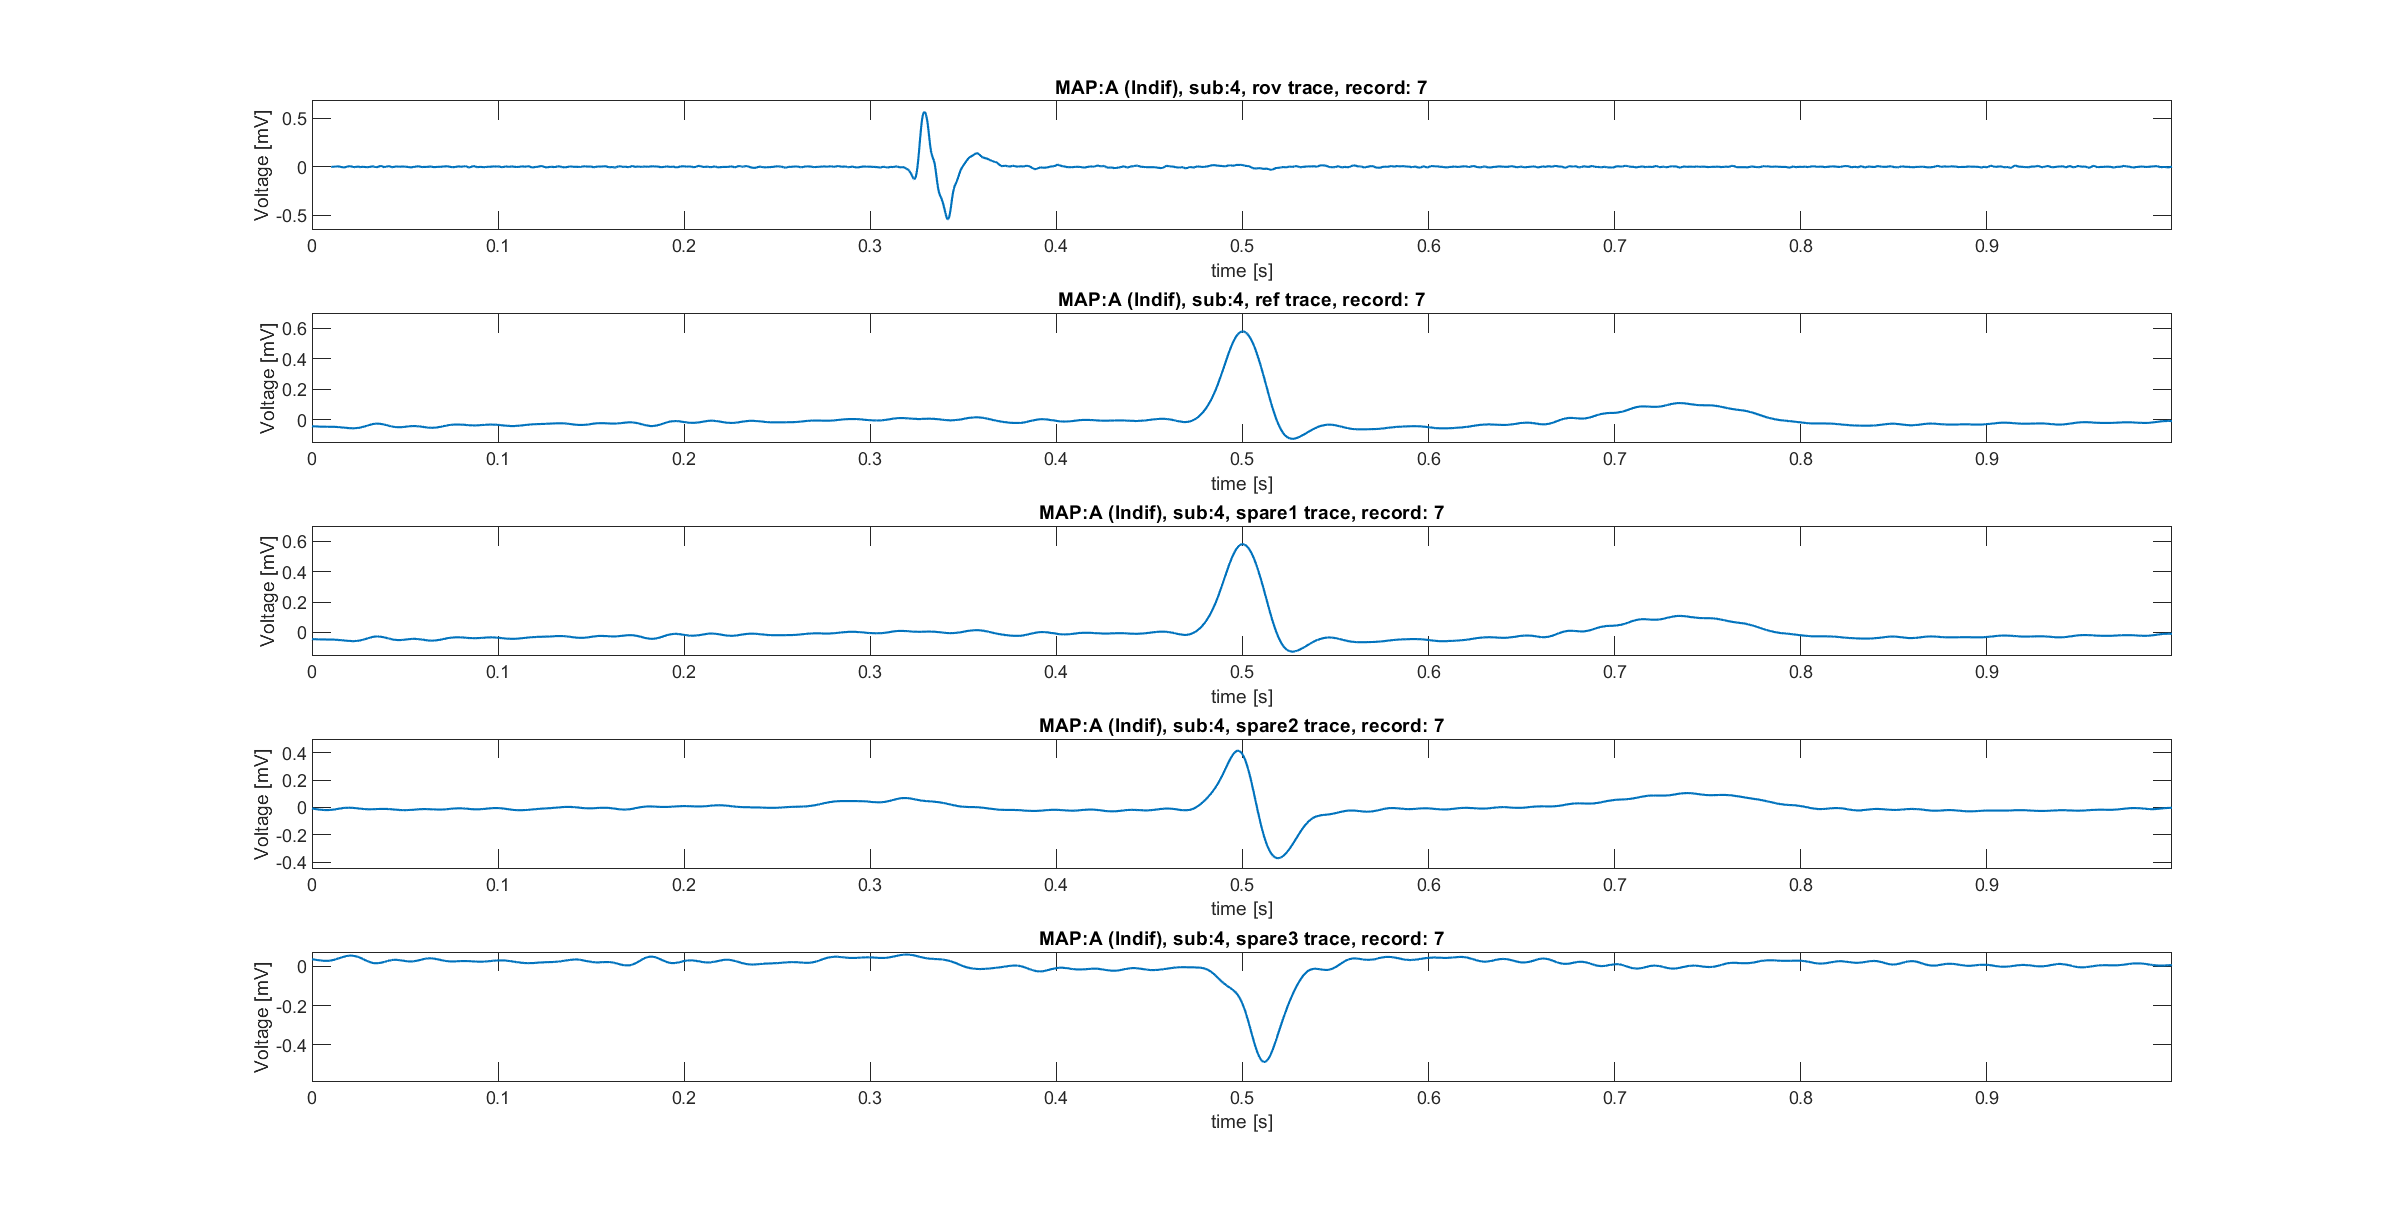 MAP:A (Indif), sub:4, rov trace, record: 7
Voltage [mV]
0.5
0
-0.5
0 0.1 0.2 0.3 0.4 0.5 0.6 0.7 0.8 0.9
time [s]
MAP:A (Indif), sub:4, ref trace, record: 7
Voltage [mV]
0.6
0.4
0.2
0
0 0.1 0.2 0.3 0.4 0.5 0.6 0.7 0.8 0.9
time [s]
MAP:A (Indif), sub:4, spare1 trace, record: 7
Voltage [mV]
0.6
0.4
0.2
0
0 0.1 0.2 0.3 0.4 0.5 0.6 0.7 0.8 0.9
time [s]
MAP:A (Indif), sub:4, spare2 trace, record: 7
Voltage [mV]
0.4
0.2
0
-0.2
-0.4
0 0.1 0.2 0.3 0.4 0.5 0.6 0.7 0.8 0.9
time [s]
MAP:A (Indif), sub:4, spare3 trace, record: 7
Voltage [mV]
0
-0.2
-0.4
0 0.1 0.2 0.3 0.4 0.5 0.6 0.7 0.8 0.9
time [s]